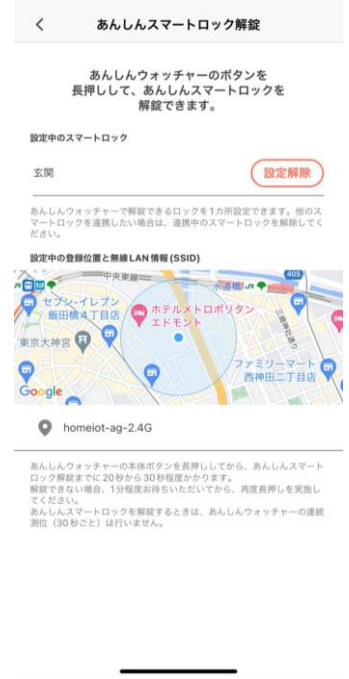 あんしんスマートロック解錠
あんしんウォッチャーのボタンを
長押しして、あんしんスマートロックを
解錠できます。
設定中のスマートロック
玄関
設定解除
あんしんウォッチャーで解錠できるロックを1カ所設定できます。他のス
マートロックを連携したい場合は、連携中のスマートロックを解除してく
ださい。
設定中の登録位置と無線LAN情報(SSID)
中央東線
水道橋
405
セブン-イレブン
飯田橋4丁目店
ホテルメトロポリタン
エドモント
東京大神宮
ファミリーマート
西神田二丁目店
Google
homeiot-ag-2.4G
あんしんウォッチャーの本体ボタンを長押ししてから、あんしんスマート
ロック解錠までに20秒から30秒程度かかります。
解錠できない場合、1分程度お待ちいただいてから、再度長押しを実施し
てください。
あんしんスマートロックを解錠するときは、あんしんウォッチャーの連続
測位(30秒ごと)は行いません。